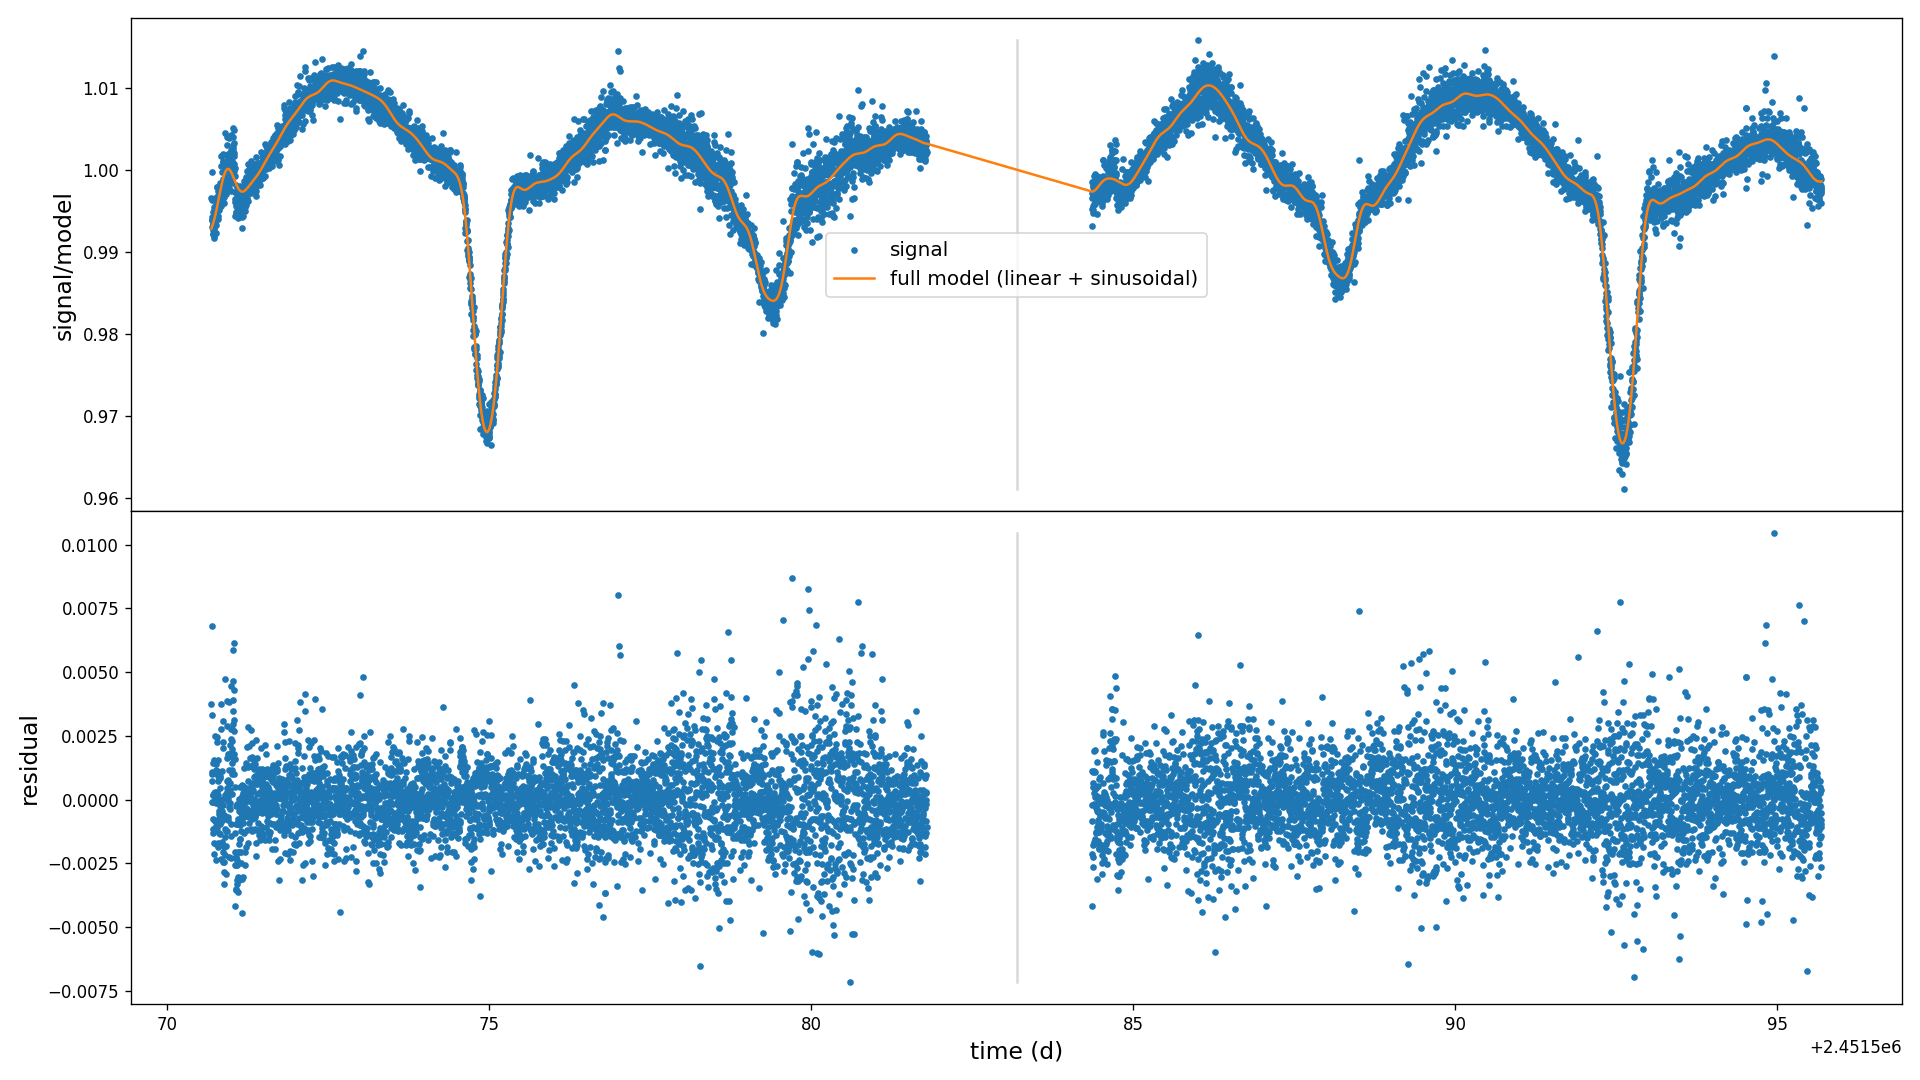 signal/model
1.01
1.00
0.99
0.98
0.97
0.96
signal
full model (linear + sinusoidal)
residual
0.0100
0.0075
0.0050
0.0025
0.0000
−0.0025
−0.0050
−0.0075
70 75 80 85 90 95
time (d)
+2.4515e6